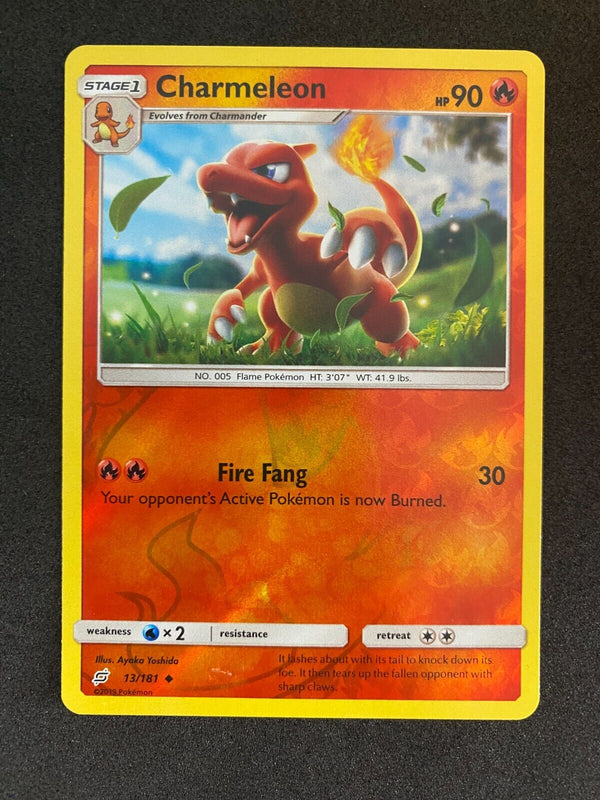 STAGE1 Charmeleon HP 90
Evolves from Charmander
NO. 005 Flame Pokémon HT: 3'07" WT: 41.9 lbs.
Fire Fang 30
Your opponent's Active Pokémon is now Burned.
weakness × 2 resistance retreat
Illus. Ayaka Yoshida
13/181
©2019 Pokémon
It lashes about with its tail to knock down its
foe. It then tears up the fallen opponent with
sharp claws.